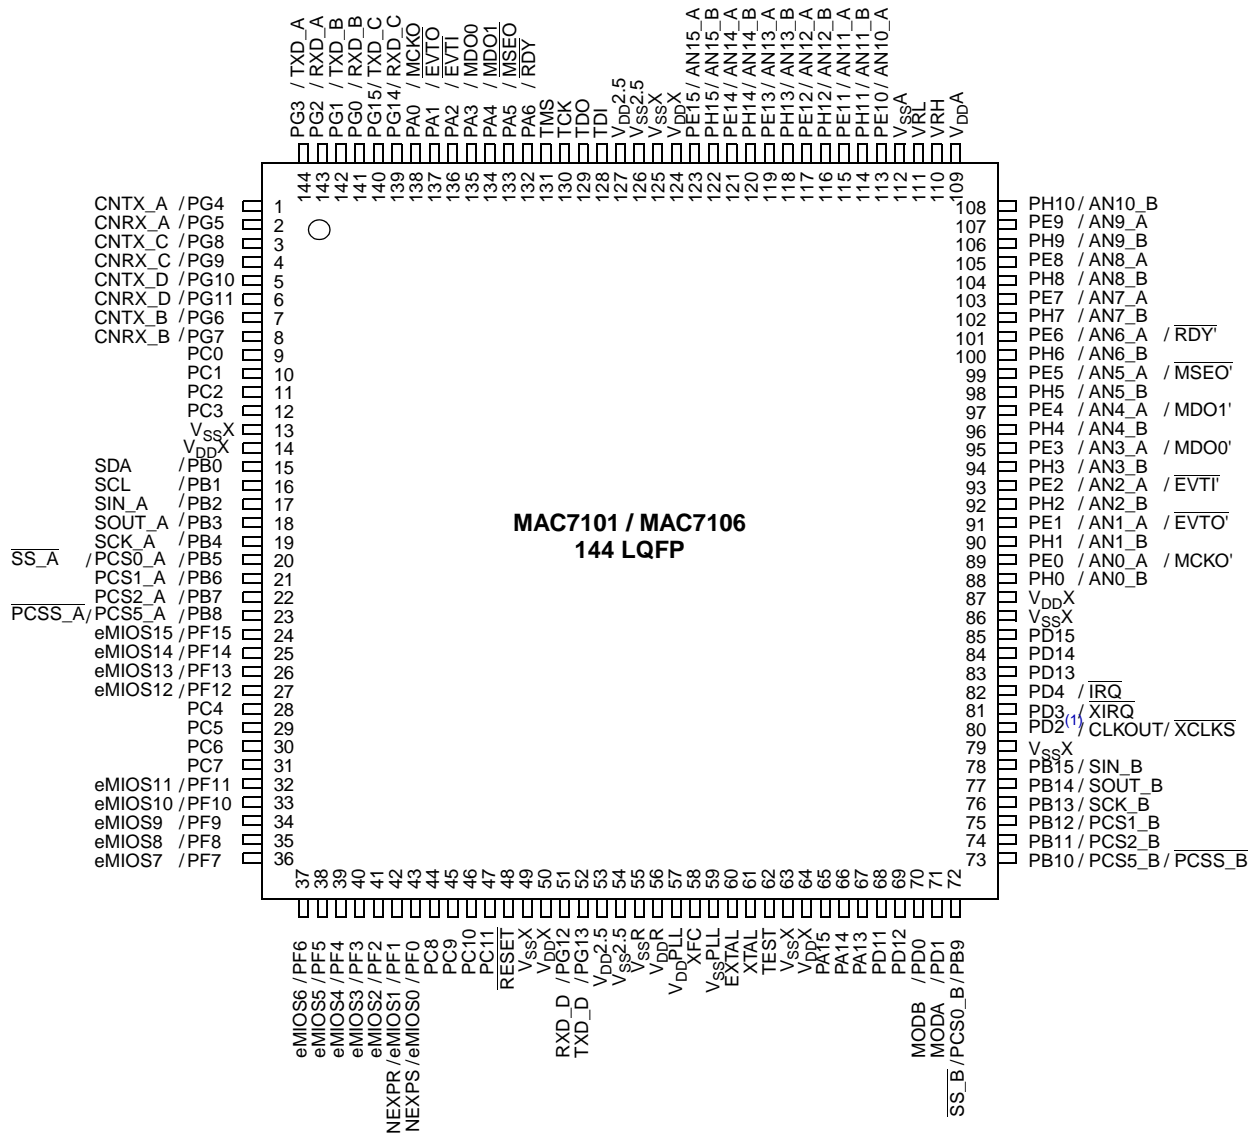 PG3 / TXD_A
PG2 / RXD_A
PG1 / TXD_B
PG0 / RXD_B
PG15/ TXD_C
PG14/ RXD_C
PA0 / MCKO
PA1 / EVTO
PA2 / EVTI
PA3 / MDO0
PA4 / MDO1
PA5 / MSEO
PA6 / RDY
TMS
TCK
TDO
TDI
VDD2.5
VSS2.5
VSSX
VDDX
PE15 / AN15_A
PH15 / AN15_B
PE14 / AN14_A
PH14 / AN14_B
PE13 / AN13_A
PH13 / AN13_B
PE12 / AN12_A
PH12 / AN12_B
PE11 / AN11_A
PH11 / AN11_B
PE10 / AN10_A
VSSA
VRL
VRH
VDDA
144
143
142
141
140
139
138
137
136
135
134
133
132
131
130
129
128
127
126
125
124
123
122
121
120
119
118
117
116
115
114
113
112
111
110
109
CNTX_A / PG4 1
CNRX_A / PG5 2
CNTX_C / PG8 3
CNRX_C / PG9 4
CNTX_D / PG10 5
CNRX_D / PG11 6
CNTX_B / PG6 7
CNRX_B / PG7 8
PC0 9
PC1 10
PC2 11
PC3 12
VSSX 13
VDDX 14
SDA / PB0 15
SCL / PB1 16
SIN_A / PB2 17
SOUT_A / PB3 18
SCK_A / PB4 19
SS_A / PCS0_A / PB5 20
PCS1_A / PB6 21
PCS2_A / PB7 22
PCSS_A / PCS5_A / PB8 23
eMIOS15 / PF15 24
eMIOS14 / PF14 25
eMIOS13 / PF13 26
eMIOS12 / PF12 27
PC4 28
PC5 29
PC6 30
PC7 31
eMIOS11 / PF11 32
eMIOS10 / PF10 33
eMIOS9 / PF9 34
eMIOS8 / PF8 35
eMIOS7 / PF7 36
MAC7101 / MAC7106
144 LQFP
108 PH10 / AN10_B
107 PE9 / AN9_A
106 PH9 / AN9_B
105 PE8 / AN8_A
104 PH8 / AN8_B
103 PE7 / AN7_A
102 PH7 / AN7_B
101 PE6 / AN6_A / RDY'
100 PH6 / AN6_B
99 PE5 / AN5_A / MSEO'
98 PH5 / AN5_B
97 PE4 / AN4_A / MDO1'
96 PH4 / AN4_B
95 PE3 / AN3_A / MDO0'
94 PH3 / AN3_B
93 PE2 / AN2_A / EVTI'
92 PH2 / AN2_B
91 PE1 / AN1_A / EVTO'
90 PH1 / AN1_B
89 PE0 / AN0_A / MCKO'
88 PH0 / AN0_B
87 VDDX
86 VSSX
85 PD15
84 PD14
83 PD13
82 PD4 / IRQ
81 PD3 / XIRQ
80 PD2(1) / CLKOUT / XCLKS
79 VSSX
78 PB15 / SIN_B
77 PB14 / SOUT_B
76 PB13 / SCK_B
75 PB12 / PCS1_B
74 PB11 / PCS2_B
73 PB10 / PCS5_B / PCSS_B
37
38
39
40
41
42
43
44
45
46
47
48
49
50
51
52
53
54
55
56
57
58
59
60
61
62
63
64
65
66
67
68
69
70
71
72
eMIOS6 / PF6
eMIOS5 / PF5
eMIOS4 / PF4
eMIOS3 / PF3
eMIOS2 / PF2
NEXPR / eMIOS1 / PF1
NEXPS / eMIOS0 / PF0
PC8
PC9
PC10
PC11
RESET
VSSX
VDDX
RXD_D / PG12
TXD_D / PG13
VDD2.5
VSS2.5
VSSR
VDDR
VDDPLL
XFC
VSSPLL
EXTAL
XTAL
TEST
VSSX
VDDX
PA15
PA14
PA13
PD11
PD12
MODB / PD0
MODA / PD1
SS_B / PCS0_B / PB9